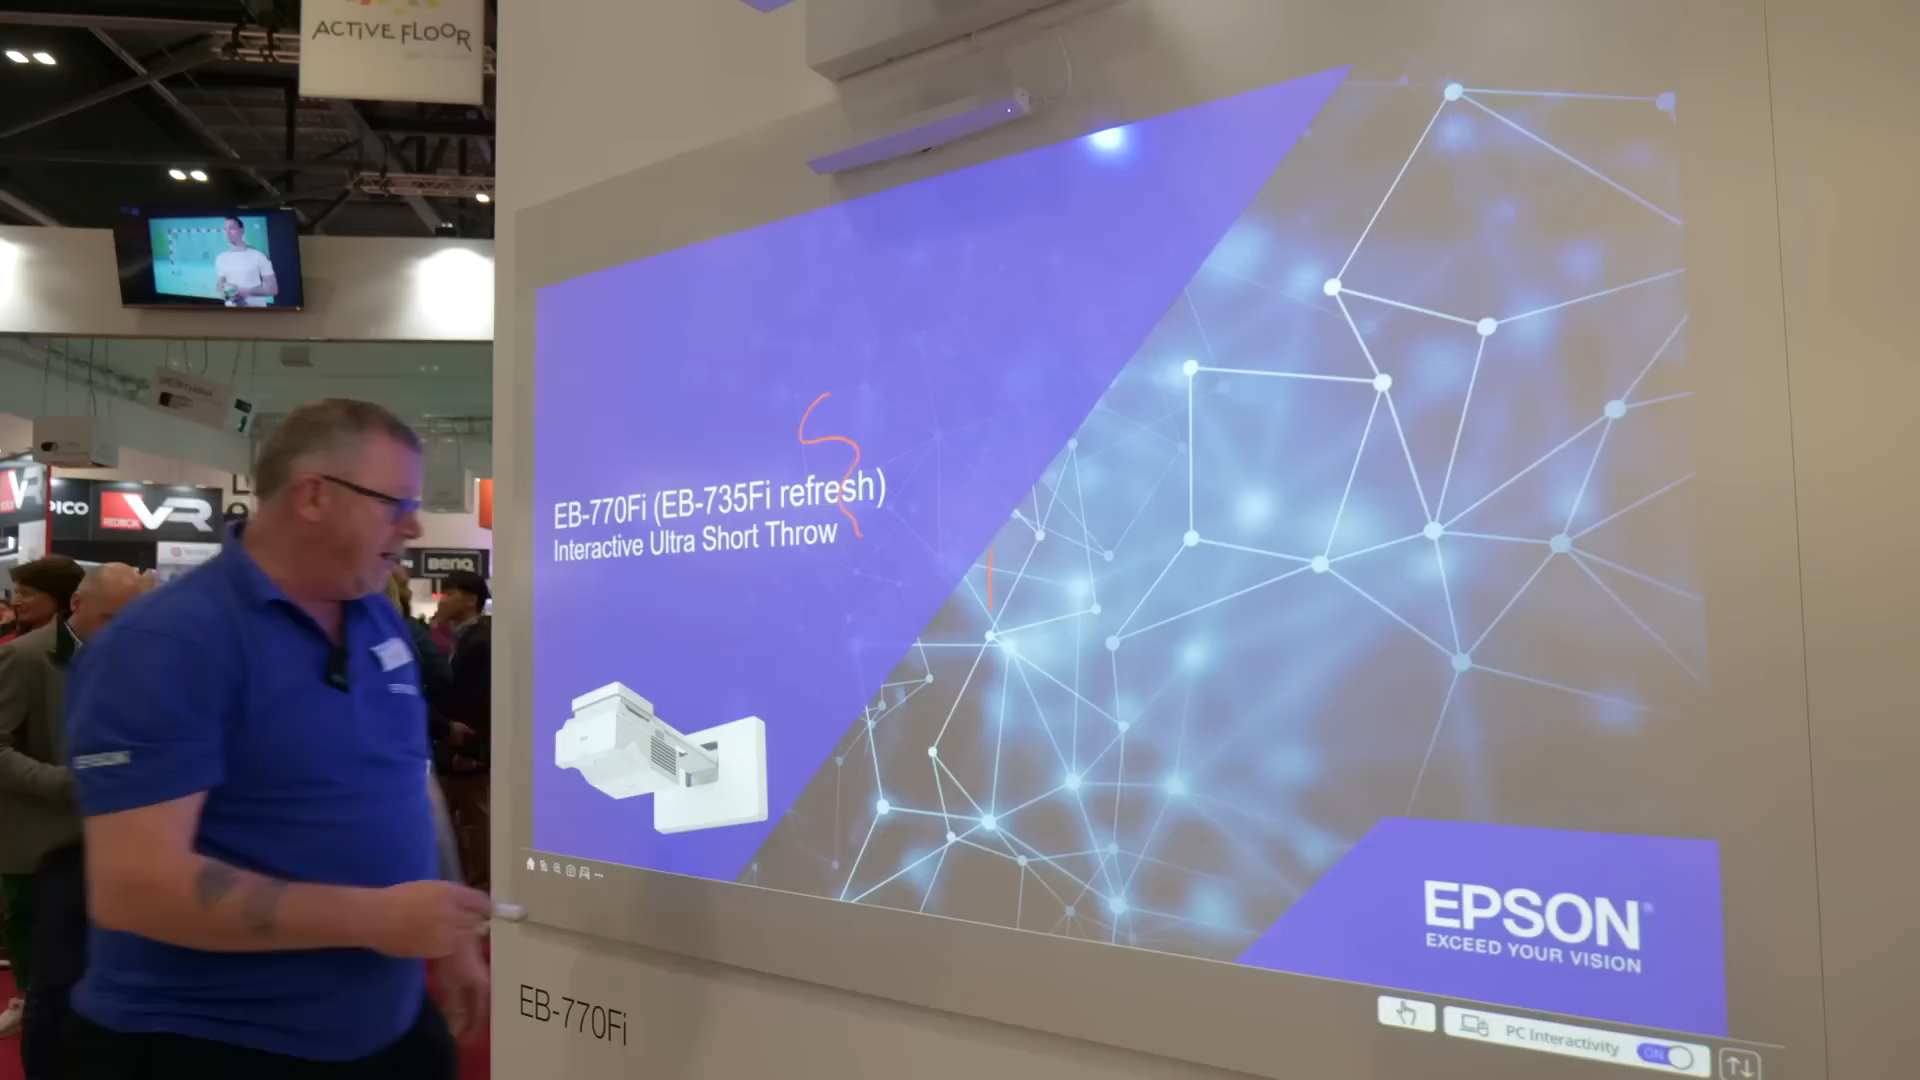 ACTIVE FLOOR
PICO
REDBOX
VR
BenQ
EPSON
EB-770Fi (EB-735Fi refresh)
Interactive Ultra Short Throw
EPSON
EXCEED YOUR VISION
EB-770Fi
PC Interactivity
ON